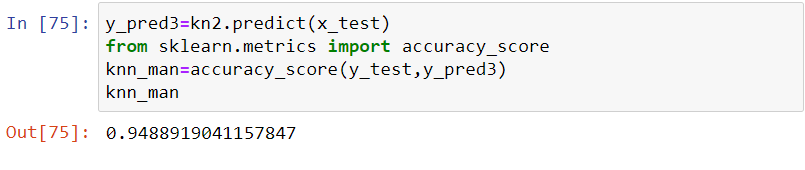 In [75]: y_pred3=kn2.predict(x_test)
from sklearn.metrics import accuracy_score
knn_man=accuracy_score(y_test,y_pred3)
knn_man
Out[75]: 0.9488919041157847